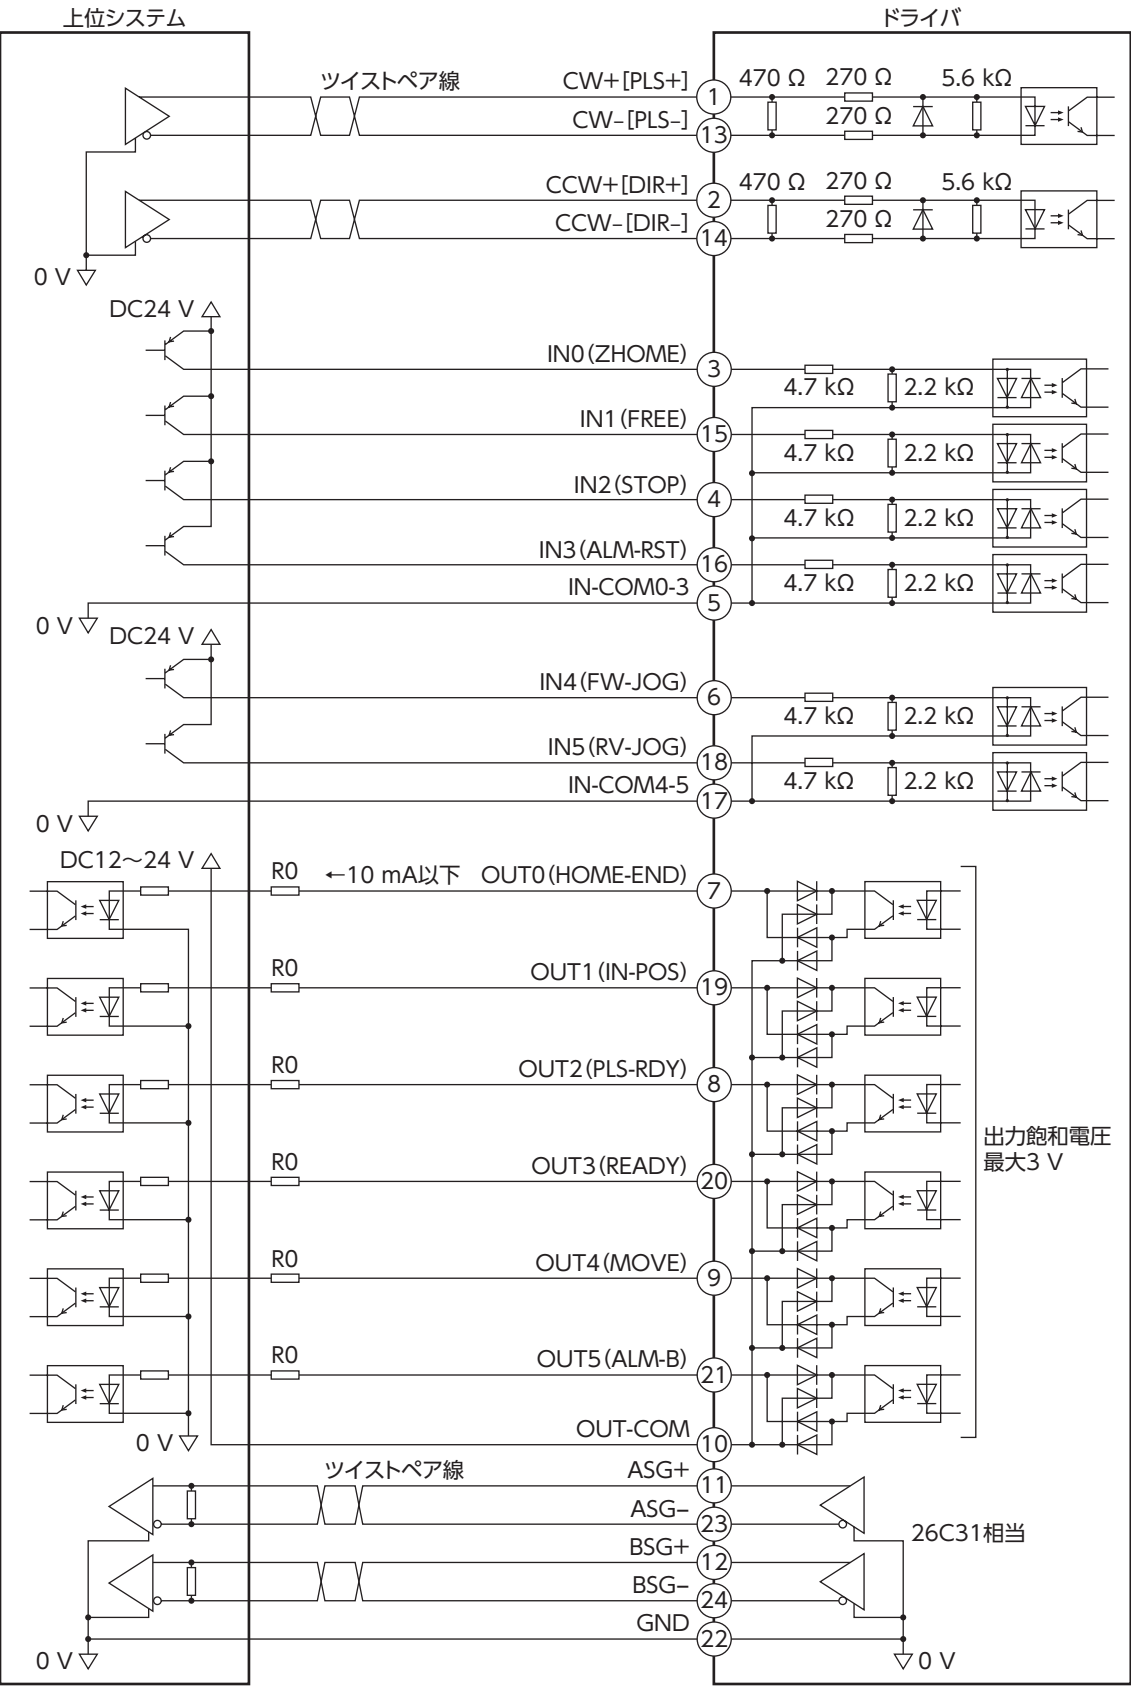 上位システム
ドライバ
ツイストペア線
CW+[PLS+]
1
470 Ω
270 Ω
5.6 kΩ
CW–[PLS–]
13
270 Ω
CCW+[DIR+]
2
470 Ω
270 Ω
5.6 kΩ
CCW–[DIR–]
14
270 Ω
0 V
DC24 V
IN0(ZHOME)
3
4.7 kΩ
2.2 kΩ
IN1(FREE)
15
4.7 kΩ
2.2 kΩ
IN2(STOP)
4
4.7 kΩ
2.2 kΩ
IN3(ALM-RST)
16
4.7 kΩ
2.2 kΩ
IN-COM0-3
5
0 V
DC24 V
IN4(FW-JOG)
6
4.7 kΩ
2.2 kΩ
IN5(RV-JOG)
18
4.7 kΩ
2.2 kΩ
IN-COM4-5
17
0 V
DC12～24 V
R0
←10 mA以下
OUT0(HOME-END)
7
R0
OUT1(IN-POS)
19
R0
OUT2(PLS-RDY)
8
出力飽和電圧
最大3 V
R0
OUT3(READY)
20
R0
OUT4(MOVE)
9
R0
OUT5(ALM-B)
21
0 V
OUT-COM
10
ツイストペア線
ASG+
11
ASG–
23
26C31相当
BSG+
12
BSG–
24
GND
22
0 V
0 V